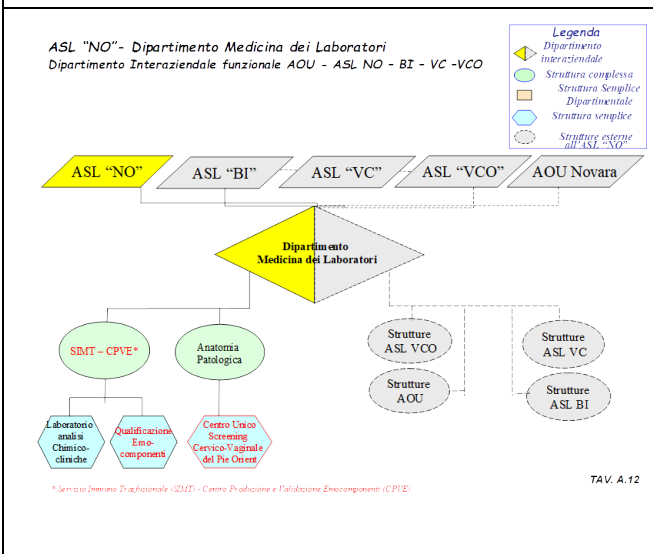 ASL “NO”- Dipartimento Medicina dei Laboratori
Dipartimento Interaziendale funzionale AOU - ASL NO - BI - VC -VCO
Legenda
Dipartimento
interaziendale
Struttura complessa
Struttura Semplice
Dipartimentale
Struttura semplice
Strutture esterne
all'ASL “NO”
ASL “NO”
ASL “BI”
ASL “VC”
ASL “VCO”
AOU Novara
Dipartimento
Medicina dei Laboratori
SIMT – CPVE*
Anatomia
Patologica
Strutture
ASL VCO
Strutture
AOU
Strutture
ASL VC
Strutture
ASL BI
Laboratorio
analisi
Chimico-
cliniche
Qualificazione
Emo-
componenti
Centro Unico
Screening
Cervico-Vaginale
del Pie Orient
* Servizio Immuno Trasfusionale (SIMT) - Centro Produzione e Validazione Emocomponenti (CPVE)
TAV. A.12